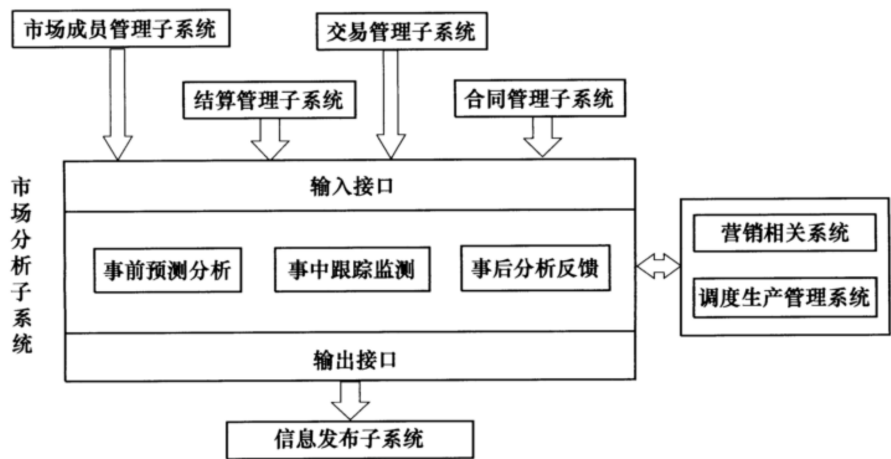 市场成员管理子系统
交易管理子系统
结算管理子系统
合同管理子系统
市场分析子系统
输入接口
事前预测分析
事中跟踪监测
事后分析反馈
输出接口
营销相关系统
调度生产管理系统
信息发布子系统